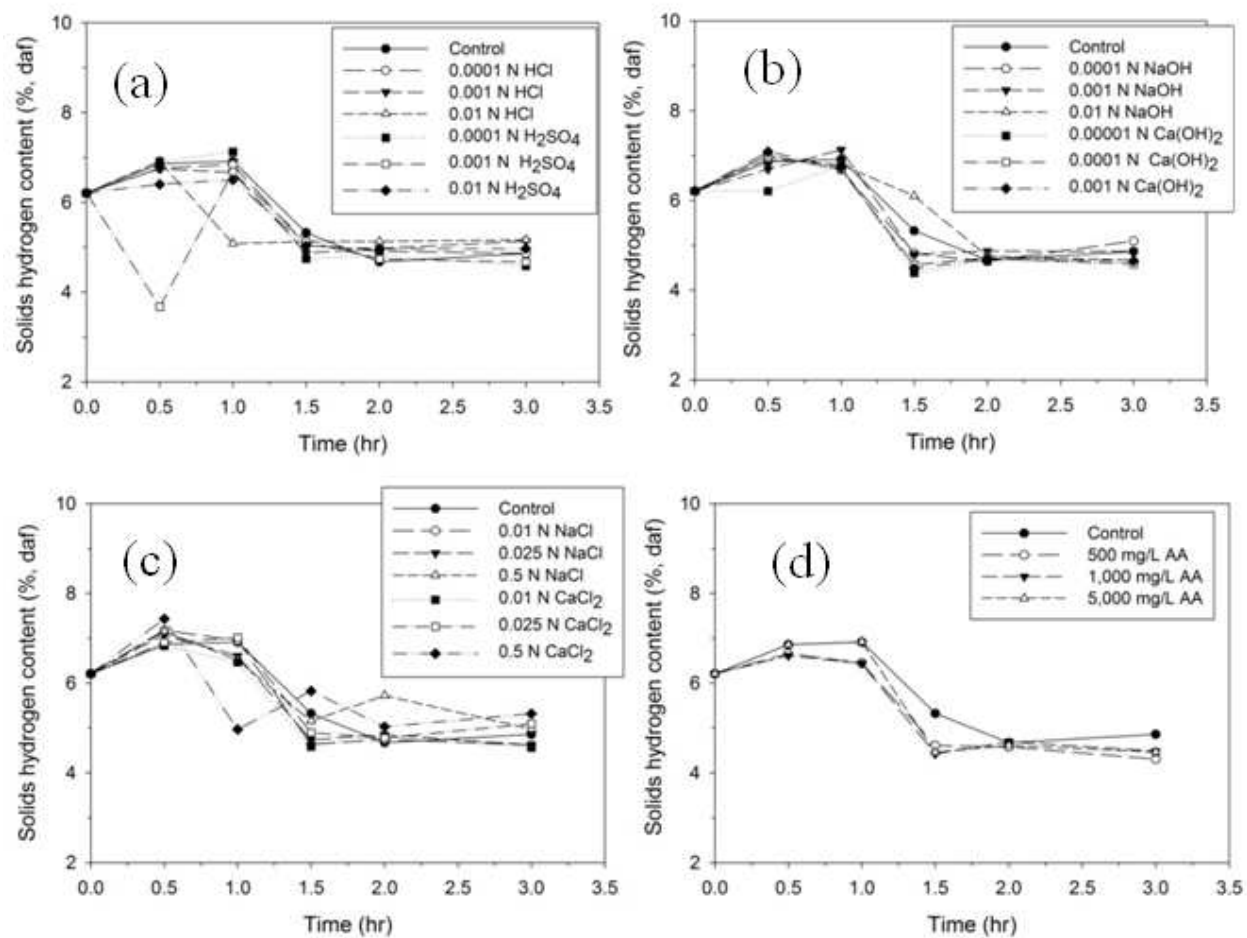 (a)
Solids hydrogen content (%, daf)
10
8
6
4
2
0.0 0.5 1.0 1.5 2.0 2.5 3.0 3.5
Time (hr)
Control
0.0001 N HCl
0.001 N HCl
0.01 N HCl
0.0001 N H₂SO₄
0.001 N H₂SO₄
0.01 N H₂SO₄
(b)
Solids hydrogen content (%, daf)
10
8
6
4
2
0.0 0.5 1.0 1.5 2.0 2.5 3.0 3.5
Time (hr)
Control
0.0001 N NaOH
0.001 N NaOH
0.01 N NaOH
0.00001 N Ca(OH)₂
0.0001 N Ca(OH)₂
0.001 N Ca(OH)₂
(c)
Solids hydrogen content (%, daf)
10
8
6
4
2
0.0 0.5 1.0 1.5 2.0 2.5 3.0 3.5
Time (hr)
Control
0.01 N NaCl
0.025 N NaCl
0.5 N NaCl
0.01 N CaCl₂
0.025 N CaCl₂
0.5 N CaCl₂
(d)
Solids hydrogen content (%, daf)
10
8
6
4
2
0.0 0.5 1.0 1.5 2.0 2.5 3.0 3.5
Time (hr)
Control
500 mg/L AA
1,000 mg/L AA
5,000 mg/L AA